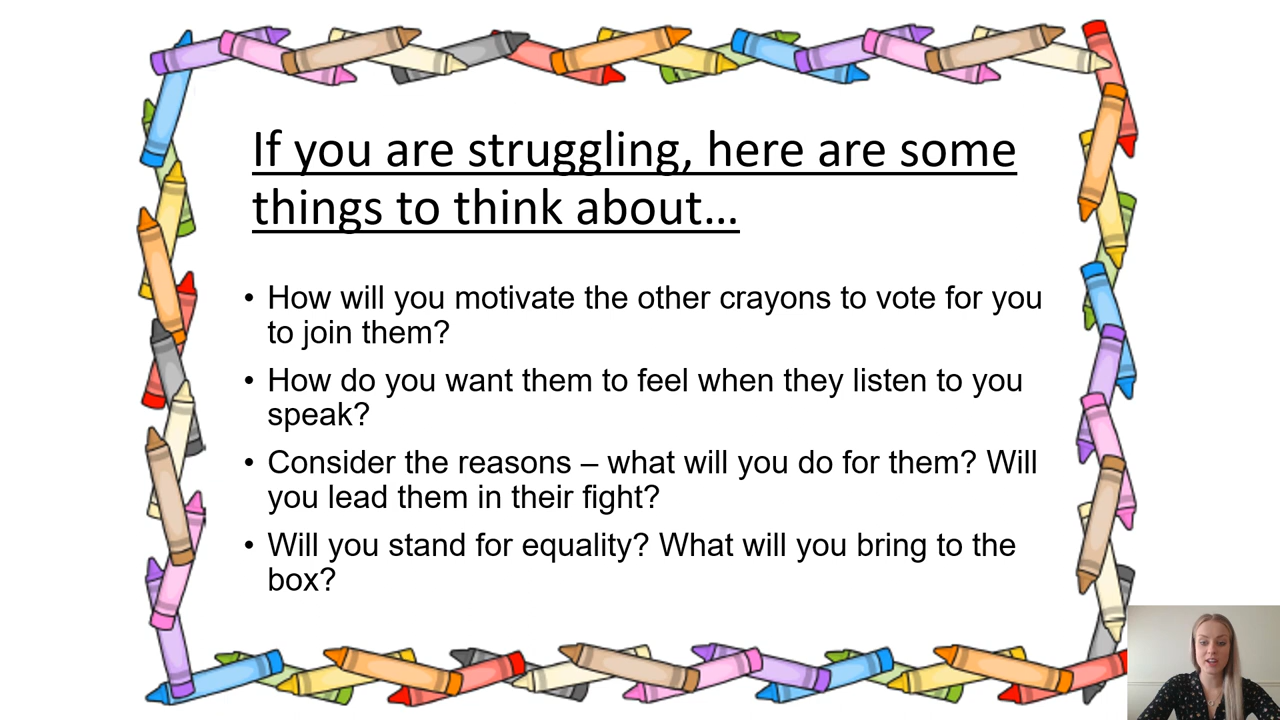 If you are struggling, here are some
things to think about…
• How will you motivate the other crayons to vote for you
to join them?
• How do you want them to feel when they listen to you
speak?
• Consider the reasons – what will you do for them? Will
you lead them in their fight?
• Will you stand for equality? What will you bring to the
box?